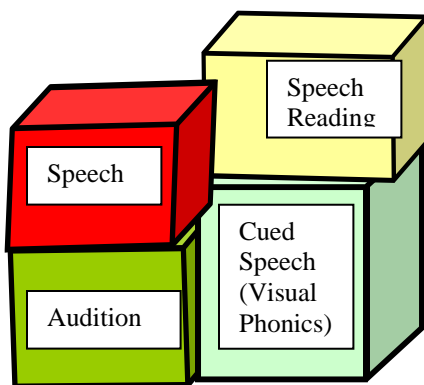 Speech
Reading
Speech
Cued
Speech
(Visual
Phonics)
Audition